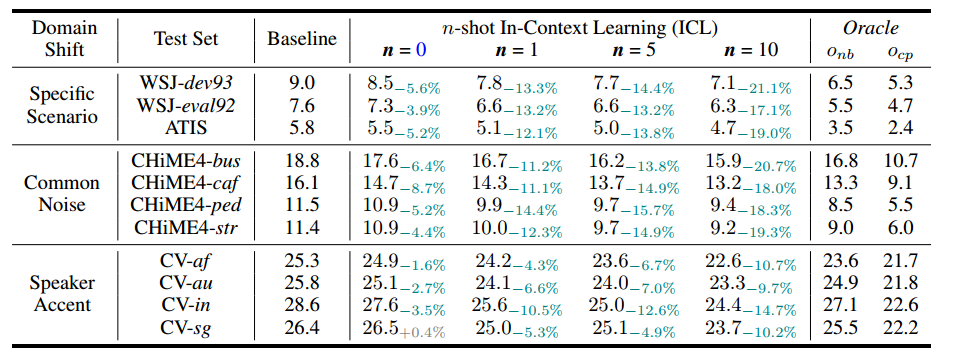 Domain Shift Test Set Baseline n-shot In-Context Learning (ICL) Oracle
n = 0 n = 1 n = 5 n = 10 o_nb o_cp
Specific Scenario
WSJ-dev93 9.0 8.5−5.6% 7.8−13.3% 7.7−14.4% 7.1−21.1% 6.5 5.3
WSJ-eval92 7.6 7.3−3.9% 6.6−13.2% 6.6−13.2% 6.3−17.1% 5.5 4.7
ATIS 5.8 5.5−5.2% 5.1−12.1% 5.0−13.8% 4.7−19.0% 3.5 2.4
Common Noise
CHiME4-bus 18.8 17.6−6.4% 16.7−11.2% 16.2−13.8% 15.9−20.7% 16.8 10.7
CHiME4-caf 16.1 14.7−8.7% 14.3−11.1% 13.7−14.9% 13.2−18.0% 13.3 9.1
CHiME4-ped 11.5 10.9−5.2% 9.9−14.4% 9.7−15.7% 9.4−18.3% 8.5 5.5
CHiME4-str 11.4 10.9−4.4% 10.0−12.3% 9.7−14.9% 9.2−19.3% 9.0 6.0
Speaker Accent
CV-af 25.3 24.9−1.6% 24.2−4.3% 23.6−6.7% 22.6−10.7% 23.6 21.7
CV-au 25.8 25.1−2.7% 24.1−6.6% 24.0−7.0% 23.3−9.7% 24.9 21.8
CV-in 28.6 27.6−3.5% 25.6−10.5% 25.0−12.6% 24.4−14.7% 27.1 22.6
CV-sg 26.4 26.5+0.4% 25.0−5.3% 25.1−4.9% 23.7−10.2% 25.5 22.2